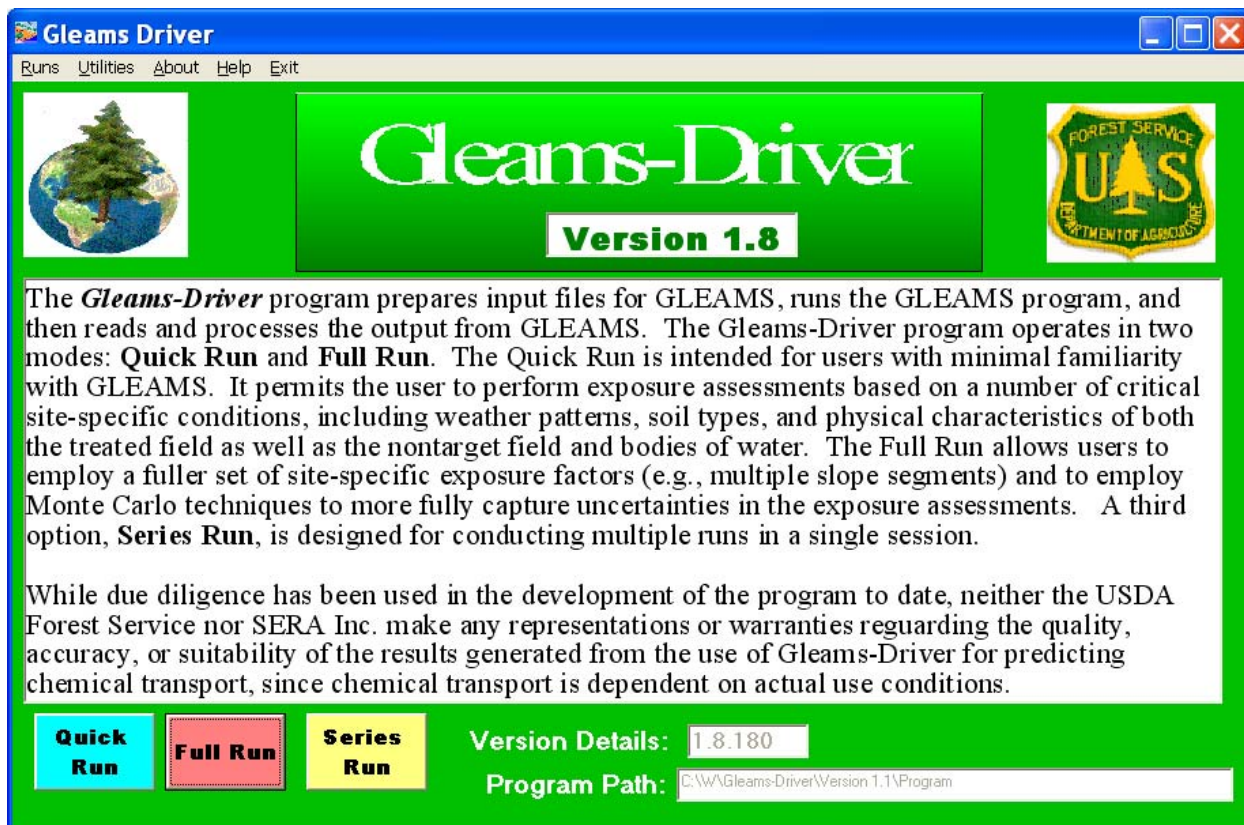 Gleams Driver
Runs Utilities About Help Exit
FOREST SERVICE
U S
DEPARTMENT OF AGRICULTURE
Gleams-Driver
Version 1.8
The Gleams-Driver program prepares input files for GLEAMS, runs the GLEAMS program, and
then reads and processes the output from GLEAMS. The Gleams-Driver program operates in two
modes: Quick Run and Full Run. The Quick Run is intended for users with minimal familiarity
with GLEAMS. It permits the user to perform exposure assessments based on a number of critical
site-specific conditions, including weather patterns, soil types, and physical characteristics of both
the treated field as well as the nontarget field and bodies of water. The Full Run allows users to
employ a fuller set of site-specific exposure factors (e.g., multiple slope segments) and to employ
Monte Carlo techniques to more fully capture uncertainties in the exposure assessments. A third
option, Series Run, is designed for conducting multiple runs in a single session.
While due diligence has been used in the development of the program to date, neither the USDA
Forest Service nor SERA Inc. make any representations or warranties reguarding the quality,
accuracy, or suitability of the results generated from the use of Gleams-Driver for predicting
chemical transport, since chemical transport is dependent on actual use conditions.
Quick
Run
Full Run
Series
Run
Version Details: 1.8.180
Program Path: C:\W\Gleams-Driver\Version 1.1\Program